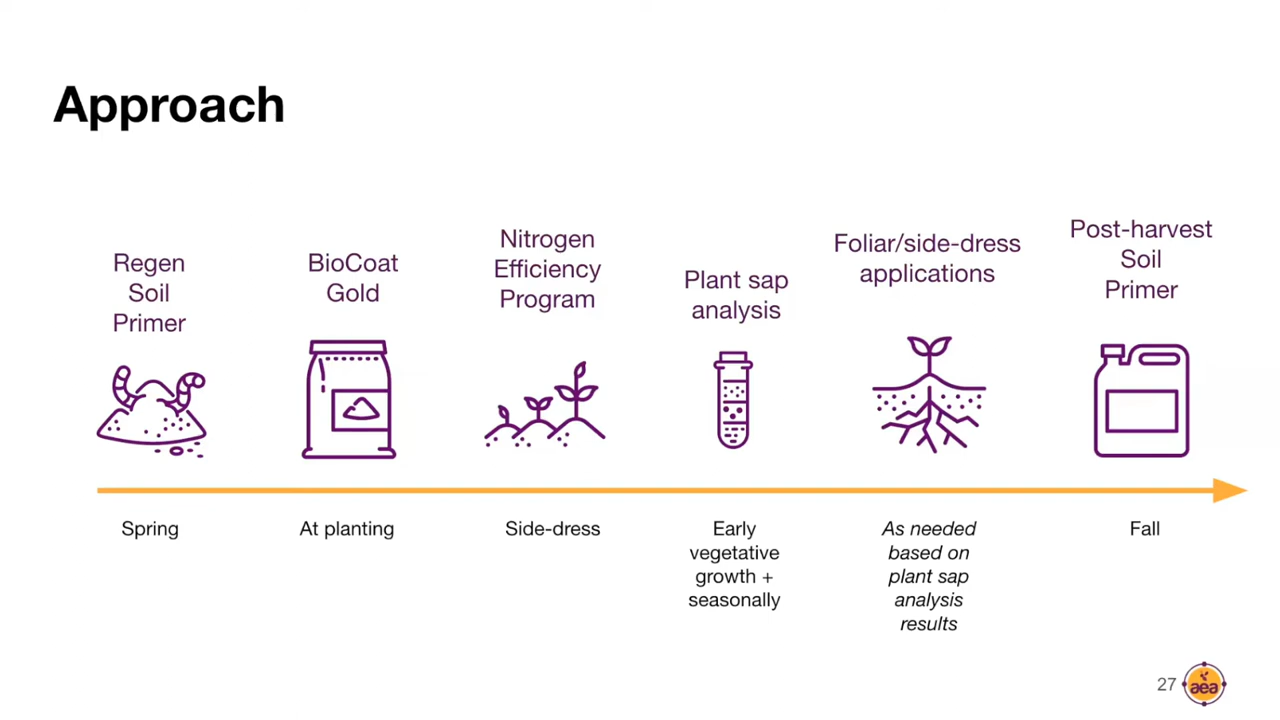 Approach
Regen
Soil
Primer
BioCoat
Gold
Nitrogen
Efficiency
Program
Plant sap
analysis
Foliar/side-dress
applications
Post-harvest
Soil
Primer
Spring
At planting
Side-dress
Early
vegetative
growth +
seasonally
As needed
based on
plant sap
analysis
results
Fall
27
aea